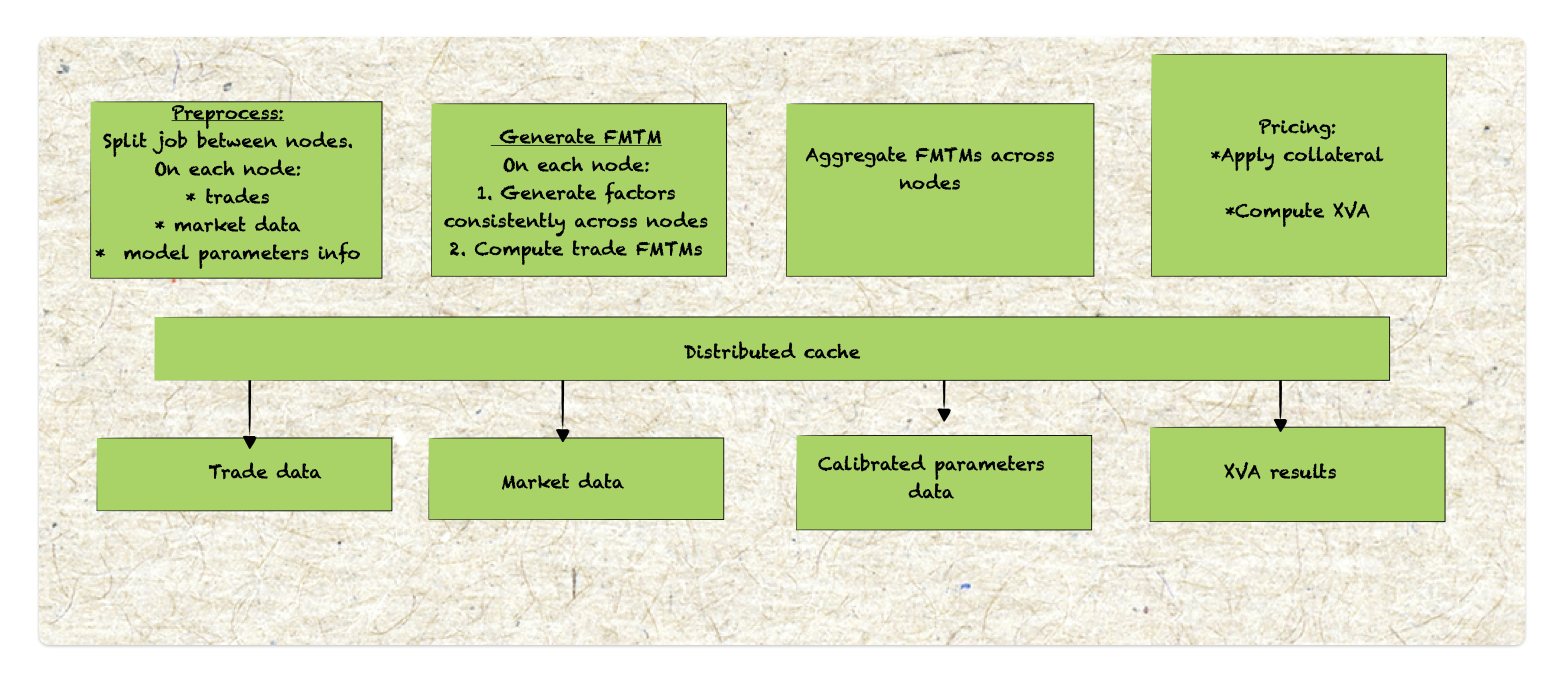 Preprocess:
Split job between nodes.
On each node:
* trades
* market data
* model parameters info
Generate FMTM
On each node:
1. Generate factors
consistently across nodes
2. Compute trade FMTMs
Aggregate FMTMs across
nodes
Pricing:
*Apply collateral
*Compute XVA
Distributed cache
Trade data
Market data
Calibrated parameters
data
XVA results